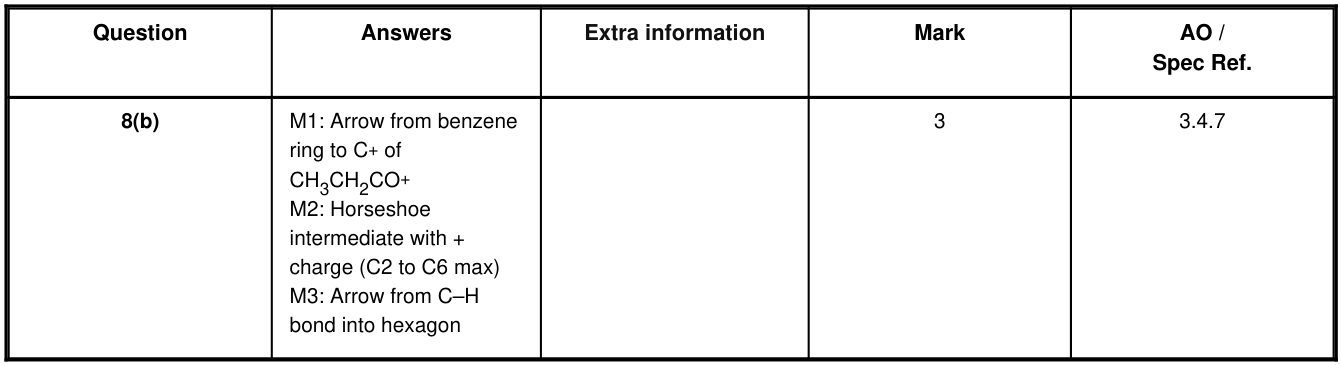 Question Answers Extra information Mark AO /
Spec Ref.
8(b) M1: Arrow from benzene 3 3.4.7
ring to C+ of
CH3CH2CO+
M2: Horseshoe
intermediate with +
charge (C2 to C6 max)
M3: Arrow from C–H
bond into hexagon